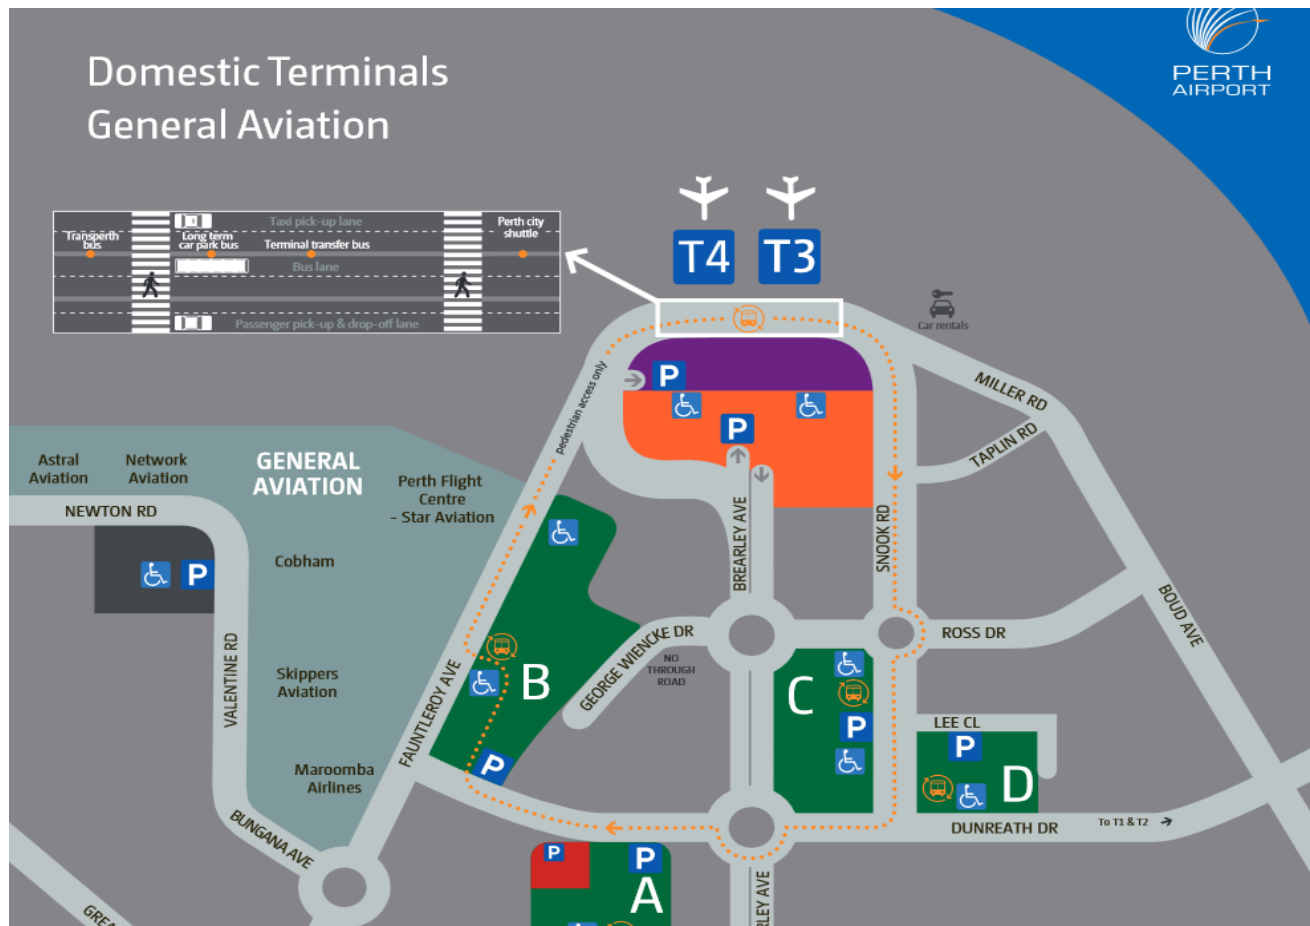 Domestic Terminals
General Aviation
PERTH
AIRPORT
T4
T3
Taxi pick-up lane
Transperth
bus
Long term
car park bus
Terminal transfer bus
Perth city
shuttle
Bus lane
Passenger pick-up & drop-off lane
Car rentals
pedestrian access only
P
P
MILLER RD
TAPLIN RD
Astral
Aviation
Network
Aviation
GENERAL
AVIATION
Perth Flight
Centre
- Star Aviation
NEWTON RD
Cobham
P
BREARLEY AVE
SNOOK RD
BOUD AVE
ROSS DR
GEORGE WIENCKE DR
NO
THROUGH
ROAD
VALENTINE RD
Skippers
Aviation
FAUNTLEROY AVE
B
C
P
LEE CL
P
D
P
Maroomba
Airlines
BUNGANA AVE
DUNREATH DR
To T1 & T2
P
P
A
RLEY AVE
GREA